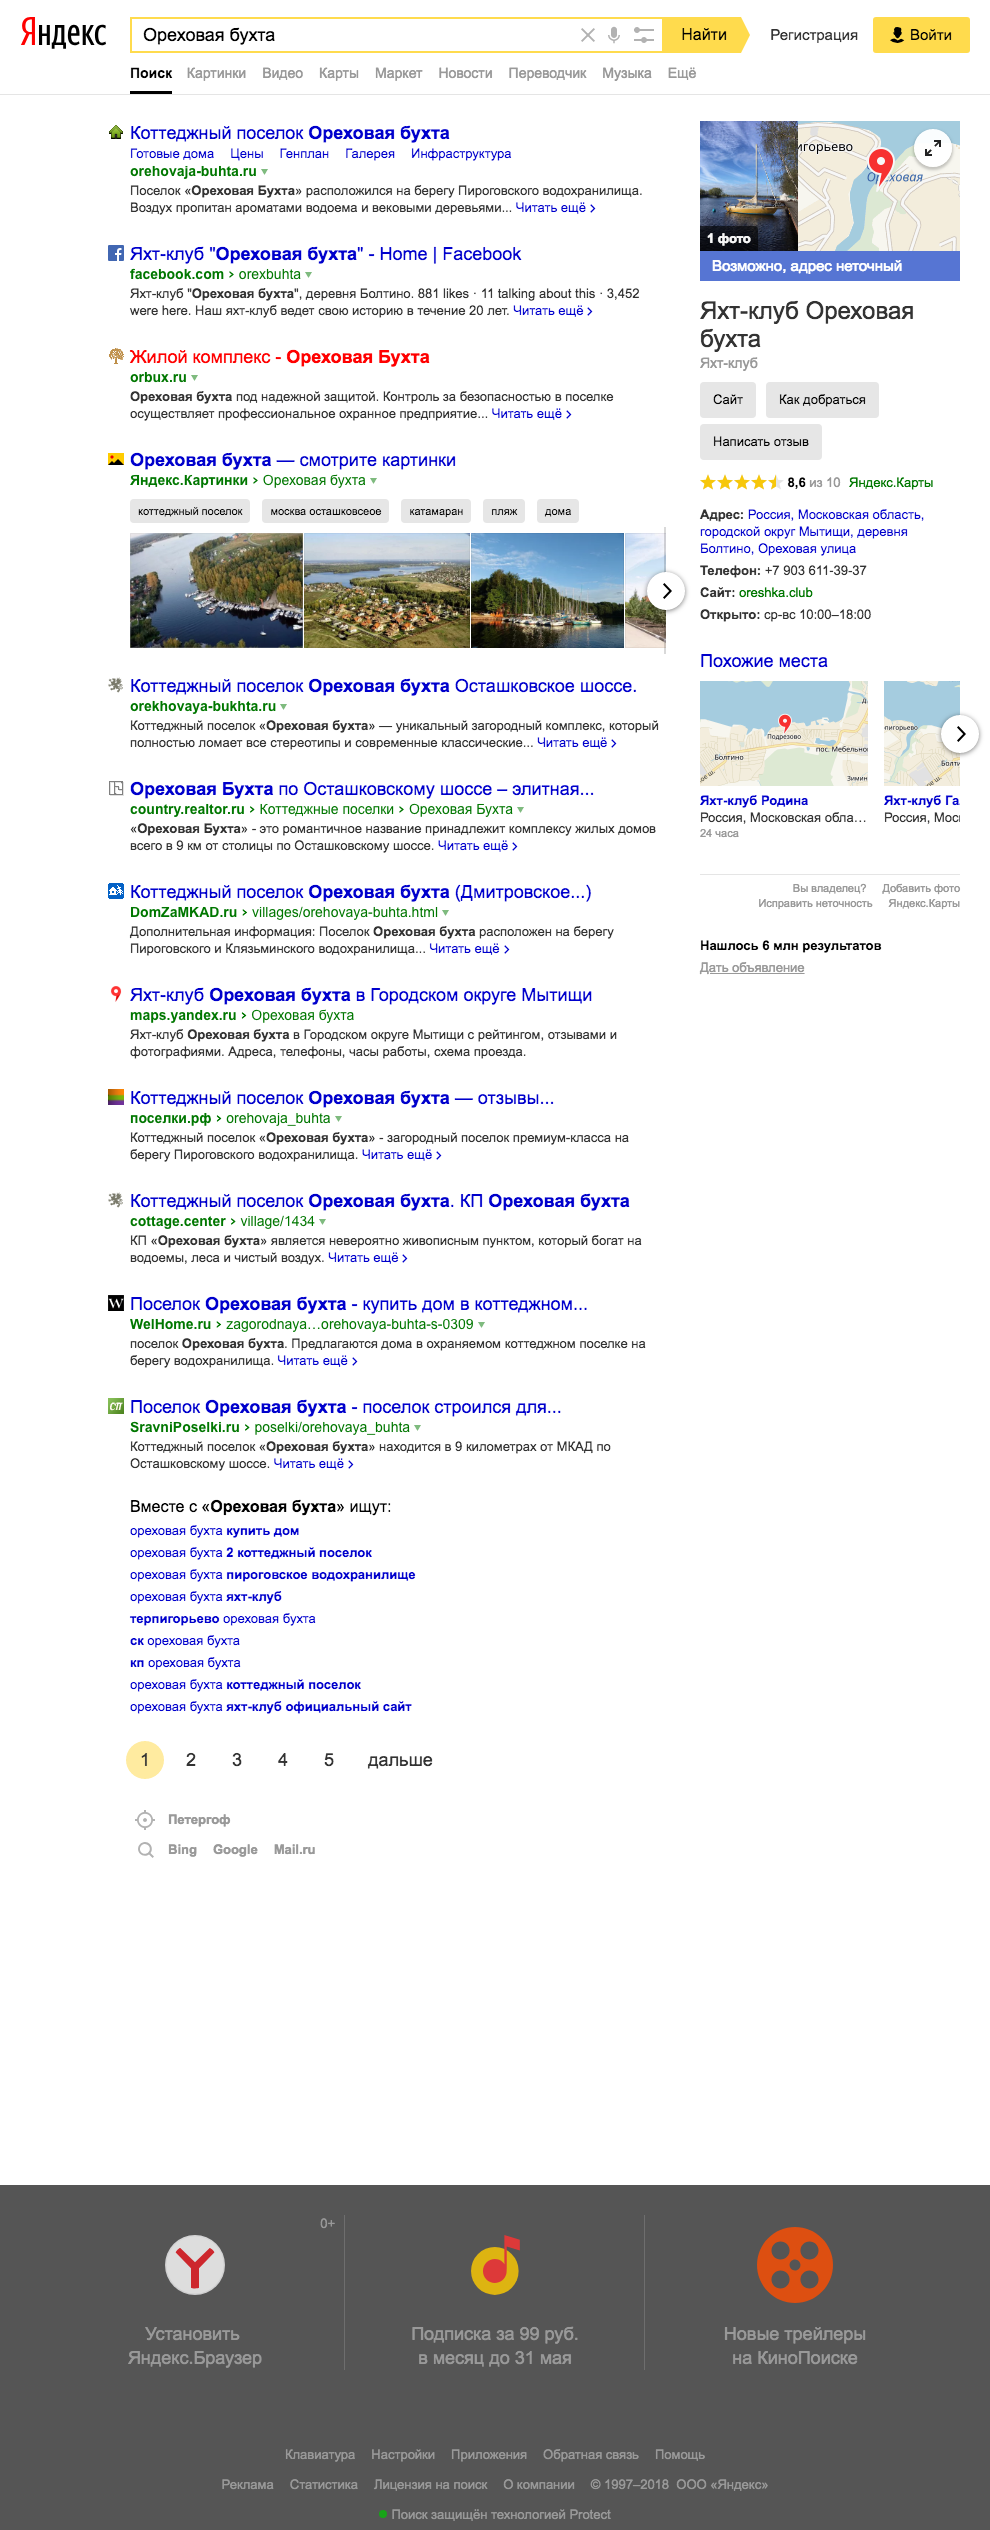 Яндекс
Ореховая бухта
Найти
Регистрация
Войти
Поиск Картинки Видео Карты Маркет Новости Переводчик Музыка Ещё
Коттеджный поселок Ореховая бухта
Готовые дома Цены Генплан Галерея Инфраструктура
orehovaja-buhta.ru
Поселок «Ореховая Бухта» расположился на берегу Пироговского водохранилища.
Воздух пропитан ароматами водоема и вековыми деревьями... Читать ещё >
Яхт-клуб "Ореховая бухта" - Home | Facebook
facebook.com › orexbuhta
Яхт-клуб "Ореховая бухта", деревня Болтино. 881 likes · 11 talking about this · 3,452
were here. Наш яхт-клуб ведет свою историю в течение 20 лет. Читать ещё >
Жилой комплекс - Ореховая Бухта
orbux.ru
Ореховая бухта под надежной защитой. Контроль за безопасностью в поселке
осуществляет профессиональное охранное предприятие... Читать ещё >
Ореховая бухта — смотрите картинки
Яндекс.Картинки › Ореховая бухта
коттеджный поселок москва осташковсеое катамаран пляж дома
Коттеджный поселок Ореховая бухта Осташковское шоссе.
orekhovaya-bukhta.ru
Коттеджный поселок «Ореховая бухта» — уникальный загородный комплекс, который
полностью ломает все стереотипы и современные классические... Читать ещё >
Ореховая Бухта по Осташковскому шоссе – элитная...
country.realtor.ru › Коттеджные поселки › Ореховая Бухта
«Ореховая Бухта» - это романтичное название принадлежит комплексу жилых домов
всего в 9 км от столицы по Осташковскому шоссе. Читать ещё >
Коттеджный поселок Ореховая бухта (Дмитровское...)
DomZaMKAD.ru › villages/orehovaya-buhta.html
Дополнительная информация: Поселок Ореховая бухта расположен на берегу
Пироговского и Клязьминского водохранилища... Читать ещё >
Яхт-клуб Ореховая бухта в Городском округе Мытищи
maps.yandex.ru › Ореховая бухта
Яхт-клуб Ореховая бухта в Городском округе Мытищи с рейтингом, отзывами и
фотографиями. Адреса, телефоны, часы работы, схема проезда.
Коттеджный поселок Ореховая бухта — отзывы...
поселки.рф › orehovaja_buhta
Коттеджный поселок «Ореховая бухта» - загородный поселок премиум-класса на
берегу Пироговского водохранилища. Читать ещё >
Коттеджный поселок Ореховая бухта. КП Ореховая бухта
cottage.center › village/1434
КП «Ореховая бухта» является невероятно живописным пунктом, который богат на
водоемы, леса и чистый воздух. Читать ещё >
W
Поселок Ореховая бухта - купить дом в коттеджном...
WelHome.ru › zagorodnaya…orehovaya-buhta-s-0309
поселок Ореховая бухта. Предлагаются дома в охраняемом коттеджном поселке на
берегу водохранилища. Читать ещё >
СП
Поселок Ореховая бухта - поселок строился для...
SravniPoselki.ru › poselki/orehovaya_buhta
Коттеджный поселок «Ореховая бухта» находится в 9 километрах от МКАД по
Осташковскому шоссе. Читать ещё >
Вместе с «Ореховая бухта» ищут:
ореховая бухта купить дом
ореховая бухта 2 коттеджный поселок
ореховая бухта пироговское водохранилище
ореховая бухта яхт-клуб
терпигорьево ореховая бухта
ск ореховая бухта
кп ореховая бухта
ореховая бухта коттеджный поселок
ореховая бухта яхт-клуб официальный сайт
1 2 3 4 5 дальше
Петергоф
Bing Google Mail.ru
игорьево
Ореховая
1 фото
Возможно, адрес неточный
Яхт-клуб Ореховая
бухта
Яхт-клуб
Сайт Как добраться
Написать отзыв
8,6 из 10 Яндекс.Карты
Адрес: Россия, Московская область,
городской округ Мытищи, деревня
Болтино, Ореховая улица
Телефон: +7 903 611-39-37
Сайт: oreshka.club
Открыто: ср-вс 10:00–18:00
Похожие места
Подрезово
Болтино
пос. Мебельно
Зимин
Яхт-клуб Родина
Россия, Московская обла…
24 часа
Яхт-клуб Га
Россия, Моск
Вы владелец? Добавить фото
Исправить неточность Яндекс.Карты
Нашлось 6 млн результатов
Дать объявление
0+
Установить
Яндекс.Браузер
Подписка за 99 руб.
в месяц до 31 мая
Новые трейлеры
на КиноПоиске
Клавиатура Настройки Приложения Обратная связь Помощь
Реклама Статистика Лицензия на поиск О компании © 1997–2018 ООО «Яндекс»
Поиск защищён технологией Protect